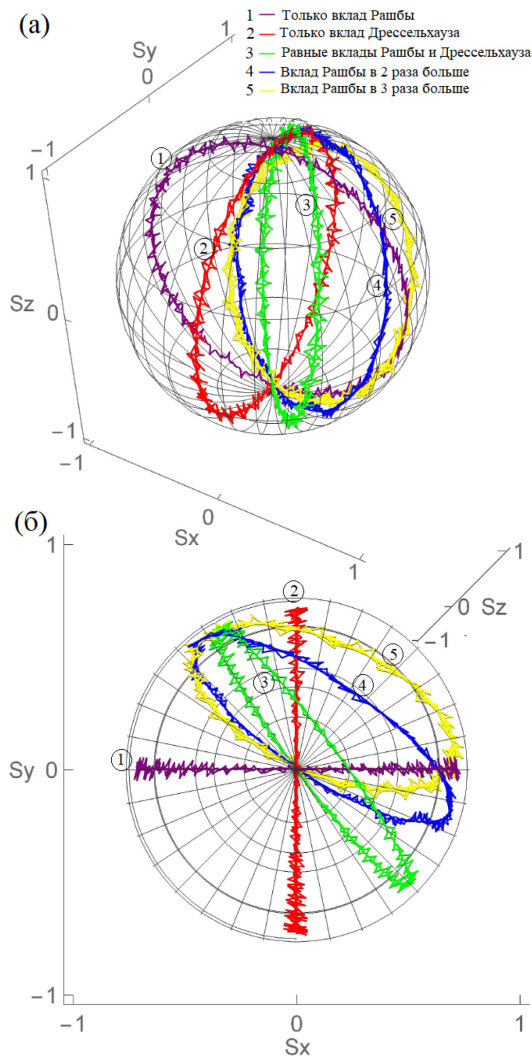 (а)
1 Только вклад Рашбы
2 Только вклад Дрессельхауза
3 Равные вклады Рашбы и Дрессельхауза
4 Вклад Рашбы в 2 раза больше
5 Вклад Рашбы в 3 раза больше
1
Sy
0
-1
1
1
2
3
5
4
Sz
0
-1
-1
0
Sx
1
(б)
1
1
0 Sz
-1
2
5
3
4
1
Sy 0
-1
-1
0
1
Sx